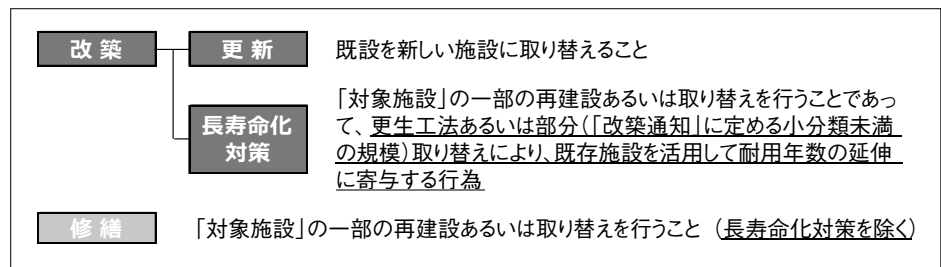 改 築
更 新
既設を新しい施設に取り替えること
長寿命化
対策
「対象施設」の一部の再建設あるいは取り替えを行うことであっ
て、更生工法あるいは部分(「改築通知」に定める小分類未満
の規模)取り替えにより、既存施設を活用して耐用年数の延伸
に寄与する行為
修 繕
「対象施設」の一部の再建設あるいは取り替えを行うこと (長寿命化対策を除く)